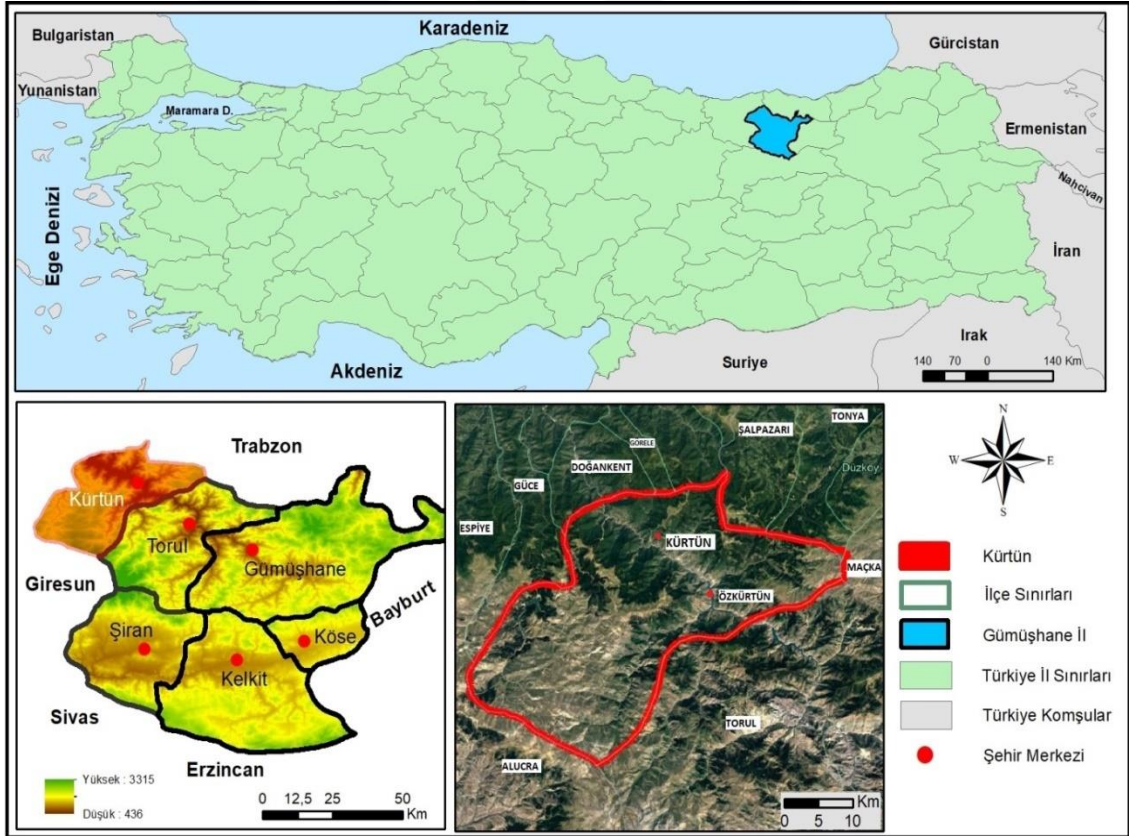 Karadeniz
Bulgaristan
Gürcistan
Yunanistan
Maramara D.
Ermenistan
Nahcivan
Ege Denizi
İran
Irak
Suriye
Akdeniz
140 70 0 140 Km
Trabzon
Kürtün
Torul
Gümüşhane
Giresun
Bayburt
Şiran
Köse
Kelkit
Sivas
Erzincan
Yüksek : 3315
Düşük : 436
0 12,5 25 50
Km
TONYA
ŞALPAZARI
GÖRELE
DOĞANKENT
Düzköy
GÜCE
ESPİYE
KÜRTÜN
MAÇKA
ÖZKÜRTÜN
TORUL
ALUCRA
Km
0 5 10
N
W E
S
Kürtün
İlçe Sınırları
Gümüşhane İl
Türkiye İl Sınırları
Türkiye Komşular
Şehir Merkezi